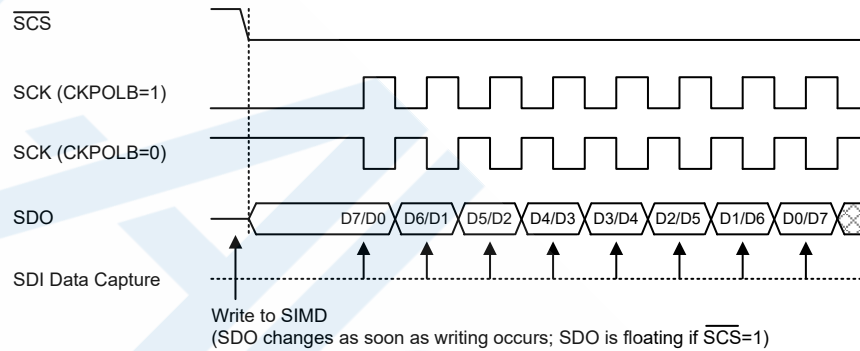 SCS
SCK (CKPOLB=1)
SCK (CKPOLB=0)
SDO D7/D0 D6/D1 D5/D2 D4/D3 D3/D4 D2/D5 D1/D6 D0/D7
SDI Data Capture
Write to SIMD
(SDO changes as soon as writing occurs; SDO is floating if SCS=1)